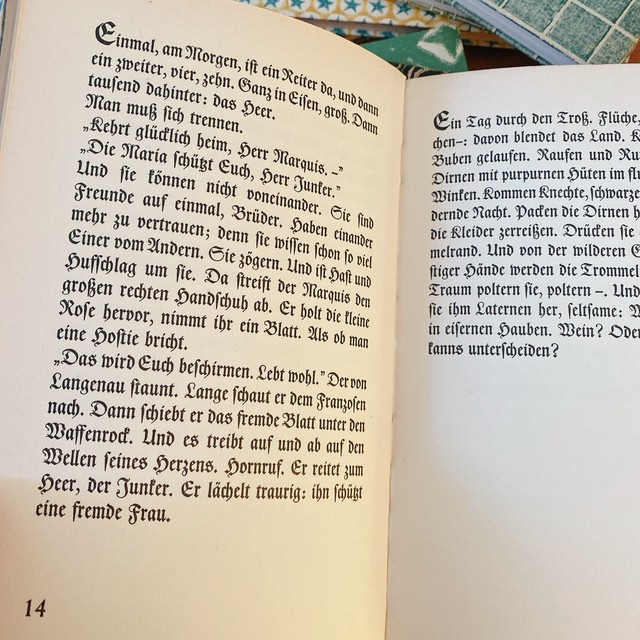 Einmal, am Morgen, ist ein Reiter da, und dann
ein zweiter, vier, zehn. Ganz in Eisen, groß. Dann
tausend dahinter: das Heer.
Man muß sich trennen.
„Kehrt glücklich heim, Herr Marquis. –“
„Die Maria schützt Euch, Herr Junker.“
Und sie können nicht voneinander. Sie sind
Freunde auf einmal, Brüder. Haben einander
mehr zu vertrauen; denn sie wissen schon so viel
Einer vom Andern. Sie zögern. Und ist Hast und
Hufschlag um sie. Da streift der Marquis den
großen rechten Handschuh ab. Er holt die kleine
Rose hervor, nimmt ihr ein Blatt. Als ob man
eine Hostie bricht.
„Das wird Euch beschirmen. Lebt wohl.“ Der von
Langenau staunt. Lange schaut er dem Franzosen
nach. Dann schiebt er das fremde Blatt unter den
Waffenrock. Und es treibt auf und ab auf den
Wellen seines Herzens. Hornruf. Er reitet zum
Heer, der Junker. Er lächelt traurig: ihn schützt
eine fremde Frau.
14
Ein Tag durch den Troß. Flüche,
chen–: davon blendet das Land. K
Buben gelaufen. Raufen und Ru
Dirnen mit purpurnen Hüten im flu
Winken. Kommen Knechte, schwarze
dernde Nacht. Packen die Dirnen h
die Kleider zerreißen. Drücken sie
melrand. Und von der wilderen G
stiger Hände werden die Trommel
Traum poltern sie, poltern –. Und
sie ihm Laternen her, seltsame: W
in eisernen Hauben. Wein? Oder
kanns unterscheiden?